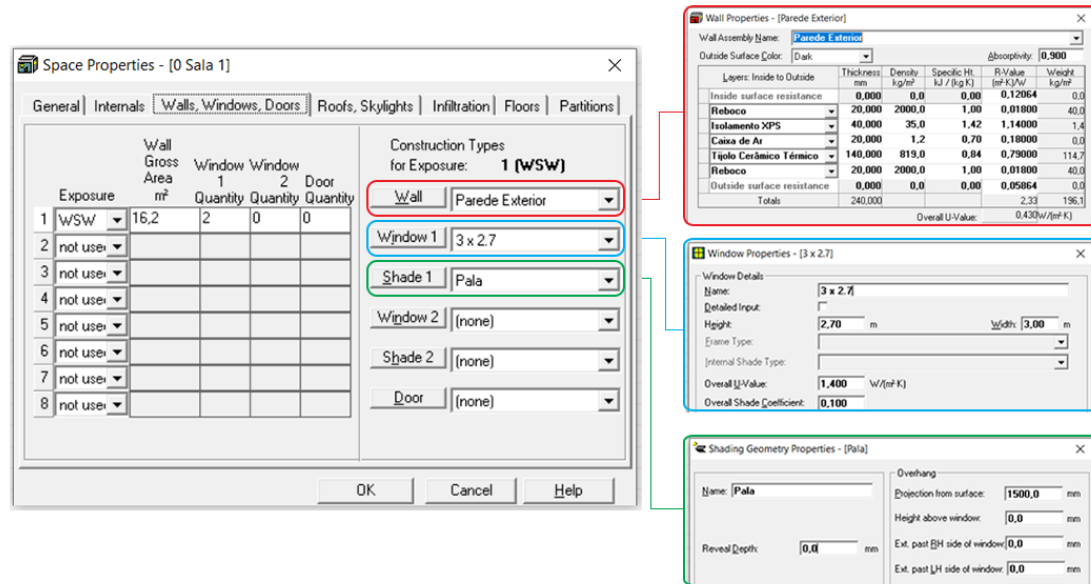 Space Properties - [0 Sala 1]
General Internals Walls, Windows, Doors Roofs, Skylights Infiltration Floors Partitions
Exposure Wall Gross Area m² Window 1 Quantity Window 2 Quantity Door Quantity
1 WSW 16,2 2 0 0
2 not use
3 not use
4 not use
5 not use
6 not use
7 not use
8 not use
Construction Types
for Exposure: 1 (WSW)
Wall Parede Exterior
Window 1 3 x 2.7
Shade 1 Pala
Window 2 (none)
Shade 2 (none)
Door (none)
OK Cancel Help
Wall Properties - [Parede Exterior]
Wall Assembly Name: Parede Exterior
Outside Surface Color: Dark Absorptivity: 0,900
Layers: Inside to Outside Thickness mm Density kg/m³ Specific Ht. kJ / (kg K) R-Value (m²·K)/W Weight kg/m²
Inside surface resistance 0,000 0,0 0,00 0,12064 0,0
Reboco 20,000 2000,0 1,00 0,01800 40,0
Isolamento XPS 40,000 35,0 1,42 1,14000 1,4
Caixa de Ar 20,000 1,2 0,70 0,18000 0,0
Tijolo Cerâmico Térmico 140,000 819,0 0,84 0,79000 114,7
Reboco 20,000 2000,0 1,00 0,01800 40,0
Outside surface resistance 0,000 0,0 0,00 0,05864 0,0
Totals 240,000 2,33 196,1
Overall U-Value: 0,430 W/(m²·K)
Window Properties - [3 x 2.7]
Window Details
Name: 3 x 2.7
Detailed Input:
Height: 2,70 m Width: 3,00 m
Frame Type:
Internal Shade Type:
Overall U-Value: 1,400 W/(m²·K)
Overall Shade Coefficient: 0,100
Shading Geometry Properties - [Pala]
Name: Pala
Reveal Depth: 0,0 mm
Overhang
Projection from surface: 1500,0 mm
Height above window: 0,0 mm
Ext. past RH side of window: 0,0 mm
Ext. past LH side of window: 0,0 mm